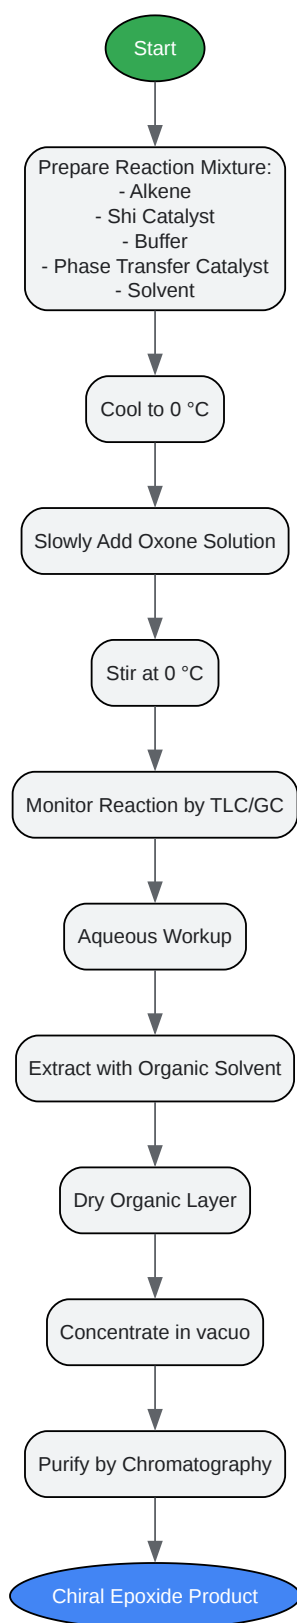 Start
Prepare Reaction Mixture:
- Alkene
- Shi Catalyst
- Buffer
- Phase Transfer Catalyst
- Solvent
Cool to 0 °C
Slowly Add Oxone Solution
Stir at 0 °C
Monitor Reaction by TLC/GC
Aqueous Workup
Extract with Organic Solvent
Dry Organic Layer
Concentrate in vacuo
Purify by Chromatography
Chiral Epoxide Product